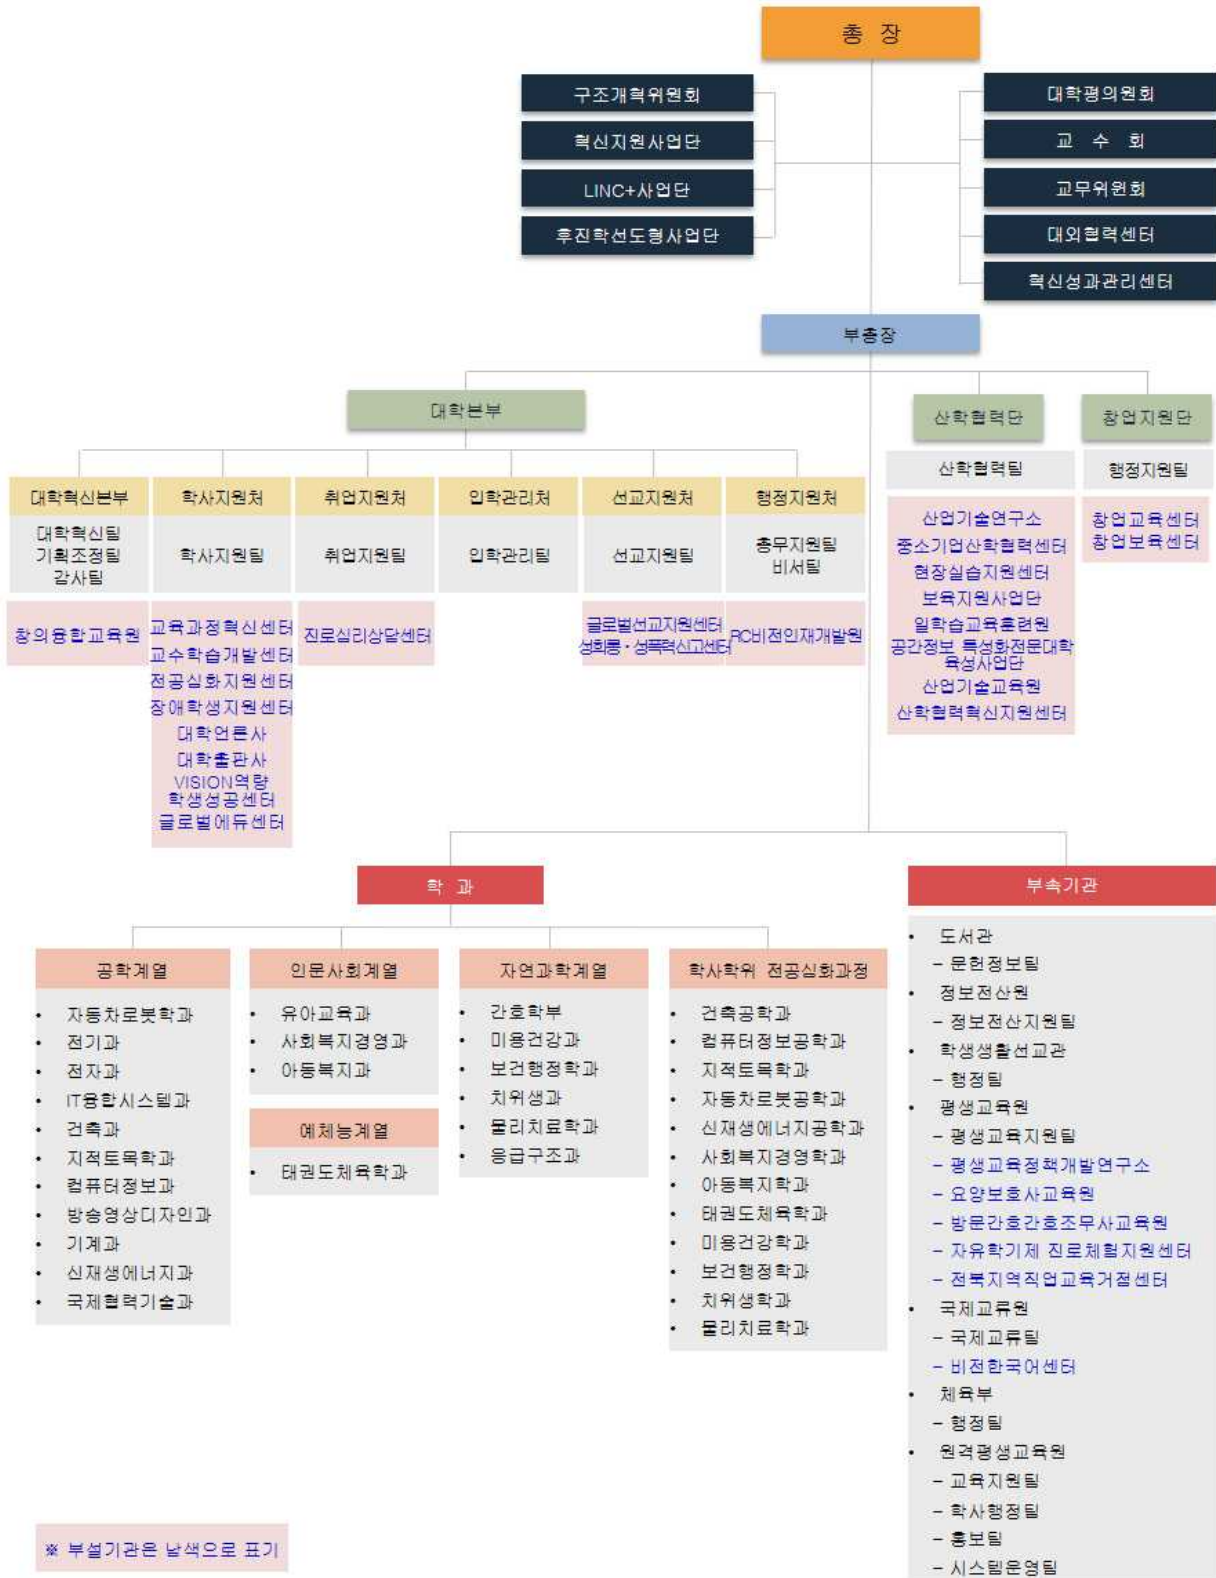 총 장
구조개혁위원회
혁신지원사업단
LINC+사업단
후진학선도형사업단
대학평의원회
교 수 회
교무위원회
대외협력센터
혁신성과관리센터
부총장
대학본부
산학협력단
창업지원단
산학협력팀
행정지원팀
대학혁신본부
학사지원처
취업지원처
입학관리처
선교지원처
행정지원처
대학혁신팀
기획조정팀
감사팀
학사지원팀
취업지원팀
입학관리팀
선교지원팀
총무지원팀
비서팀
창의융합교육원
교육과정혁신센터
교수학습개발센터
전공심화지원센터
장애학생지원센터
대학언론사
대학출판사
VISION역량
학생성공센터
글로벌에듀센터
진로심리상담센터
글로벌선교지원센터
성희롱·성폭력신고센터
RC비전인재개발원
산업기술연구소
중소기업산학협력센터
현장실습지원센터
보육지원사업단
일학습교육훈련원
공간정보 특성화전문대학
육성사업단
산업기술교육원
산학협력혁신지원센터
창업교육센터
창업보육센터
학 과
부속기관
공학계열
• 자동차로봇학과
• 전기과
• 전자과
• IT융합시스템과
• 건축과
• 지적토목학과
• 컴퓨터정보과
• 방송영상디자인과
• 기계과
• 신재생에너지과
• 국제협력기술과
인문사회계열
• 유아교육과
• 사회복지경영과
• 아동복지과
예체능계열
• 태권도체육학과
자연과학계열
• 간호학부
• 미용건강과
• 보건행정학과
• 치위생과
• 물리치료학과
• 응급구조과
학사학위 전공심화과정
• 건축공학과
• 컴퓨터정보공학과
• 지적토목학과
• 자동차로봇공학과
• 신재생에너지공학과
• 사회복지경영학과
• 아동복지학과
• 태권도체육학과
• 미용건강학과
• 보건행정학과
• 치위생학과
• 물리치료학과
• 도서관
– 문헌정보팀
• 정보전산원
– 정보전산지원팀
• 학생생활선교관
– 행정팀
• 평생교육원
– 평생교육지원팀
– 평생교육정책개발연구소
– 요양보호사교육원
– 방문간호간호조무사교육원
– 자유학기제 진로체험지원센터
– 전북지역직업교육거점센터
• 국제교류원
– 국제교류팀
– 비전한국어센터
• 체육부
– 행정팀
• 원격평생교육원
– 교육지원팀
– 학사행정팀
– 홍보팀
– 시스템운영팀
※ 부설기관은 남색으로 표기